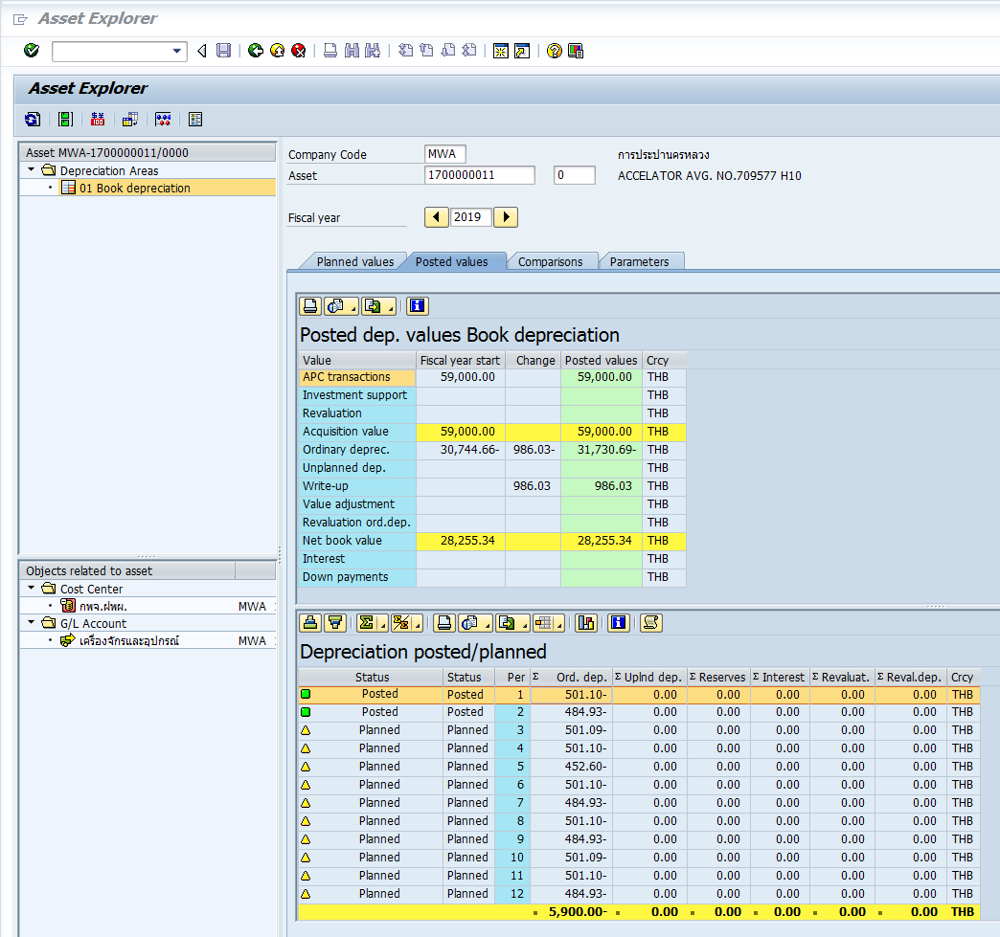 Asset Explorer
Asset Explorer
Asset MWA-1700000011/0000
Depreciation Areas
01 Book depreciation
Company Code MWA การประปานครหลวง
Asset 1700000011 0 ACCELATOR AVG. NO.709577 H10
Fiscal year 2019
Planned values Posted values Comparisons Parameters
Posted dep. values Book depreciation
Value Fiscal year start Change Posted values Crcy
APC transactions 59,000.00 59,000.00 THB
Investment support THB
Revaluation THB
Acquisition value 59,000.00 59,000.00 THB
Ordinary deprec. 30,744.66- 986.03- 31,730.69- THB
Unplanned dep. THB
Write-up 986.03 986.03 THB
Value adjustment THB
Revaluation ord.dep. THB
Net book value 28,255.34 28,255.34 THB
Interest THB
Down payments THB
Objects related to asset
Cost Center
กพจ.ฝพผ. MWA
G/L Account
เครื่องจักรและอุปกรณ์ MWA
Depreciation posted/planned
Status Status Per Σ Ord. dep. Σ Uplnd dep. Σ Reserves Σ Interest Σ Revaluat. Σ Reval.dep. Crcy
Posted Posted 1 501.10- 0.00 0.00 0.00 0.00 0.00 THB
Posted Posted 2 484.93- 0.00 0.00 0.00 0.00 0.00 THB
Planned Planned 3 501.09- 0.00 0.00 0.00 0.00 0.00 THB
Planned Planned 4 501.10- 0.00 0.00 0.00 0.00 0.00 THB
Planned Planned 5 452.60- 0.00 0.00 0.00 0.00 0.00 THB
Planned Planned 6 501.10- 0.00 0.00 0.00 0.00 0.00 THB
Planned Planned 7 484.93- 0.00 0.00 0.00 0.00 0.00 THB
Planned Planned 8 501.10- 0.00 0.00 0.00 0.00 0.00 THB
Planned Planned 9 484.93- 0.00 0.00 0.00 0.00 0.00 THB
Planned Planned 10 501.09- 0.00 0.00 0.00 0.00 0.00 THB
Planned Planned 11 501.10- 0.00 0.00 0.00 0.00 0.00 THB
Planned Planned 12 484.93- 0.00 0.00 0.00 0.00 0.00 THB
5,900.00- 0.00 0.00 0.00 0.00 0.00 THB